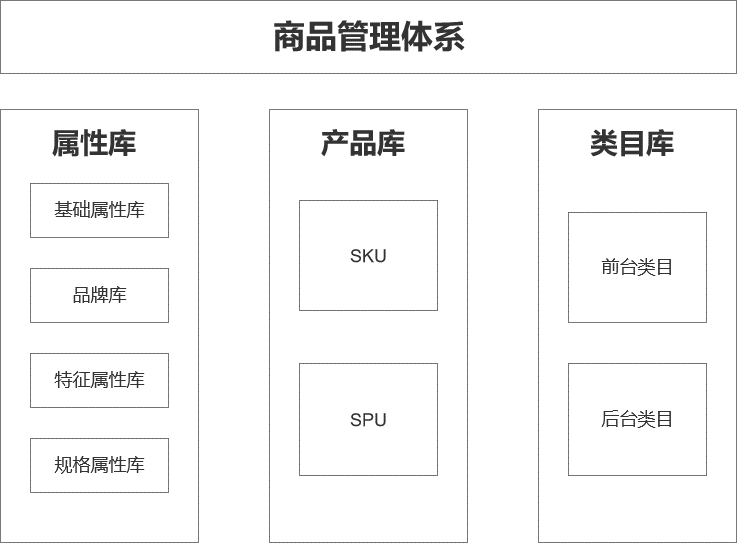 商品管理体系
属性库
基础属性库
品牌库
特征属性库
规格属性库
产品库
SKU
SPU
类目库
前台类目
后台类目